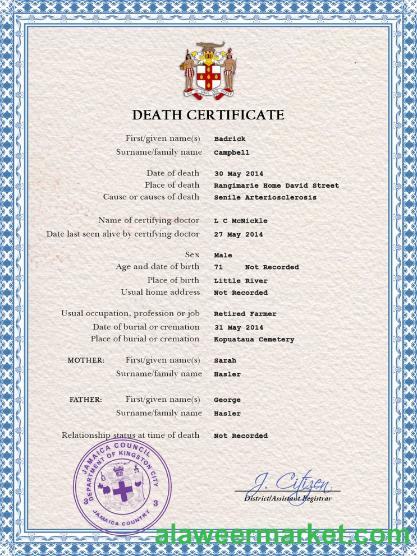 DEATH CERTIFICATE
First/given name(s) Badrick
Surname/family name Campbell
Date of death 30 May 2014
Place of death Rangimarie Home David Street
Cause or causes of death Senile Arteriosclerosis
Name of certifying doctor L C McNickle
Date last seen alive by certifying doctor 27 May 2014
Sex Male
Age and date of birth 71 Not Recorded
Place of birth Little River
Usual home address Not Recorded
Usual occupation, profession or job Retired Farmer
Date of burial or cremation 31 May 2014
Place of burial or cremation Kopuataua Cemetery
MOTHER: First/given name(s) Sarah
Surname/family name Hasler
FATHER: First/given name(s) George
Surname/family name Hasler
Relationship status at time of death Not Recorded
JAMAICA COUNCIL
DEPARTMENT OF KINGSTON CITY
JAMAICA COUNTRY
J. Citizen
District/Assistant Registrar
alaweermarket.com